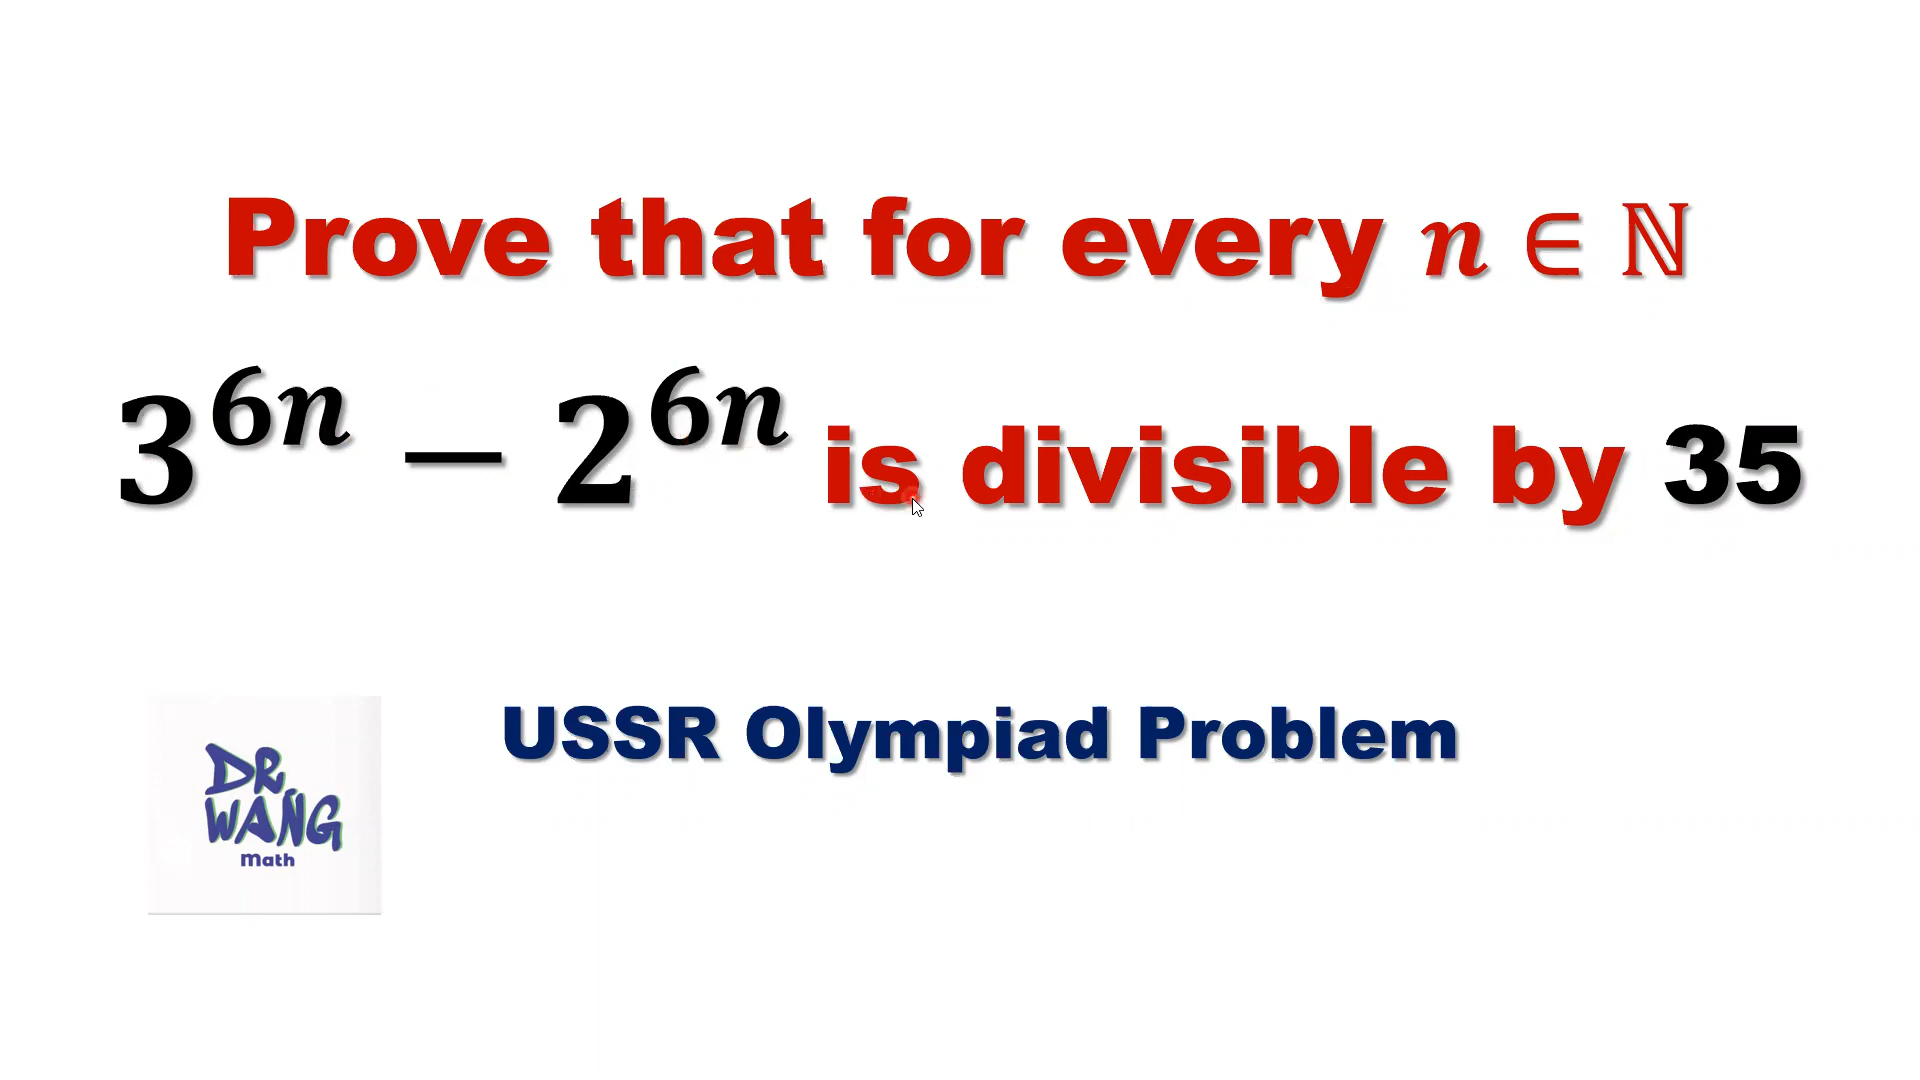 Prove that for every n ∈ ℕ
3^{6n} − 2^{6n} is divisible by 35
USSR Olympiad Problem
DR
WANG
math